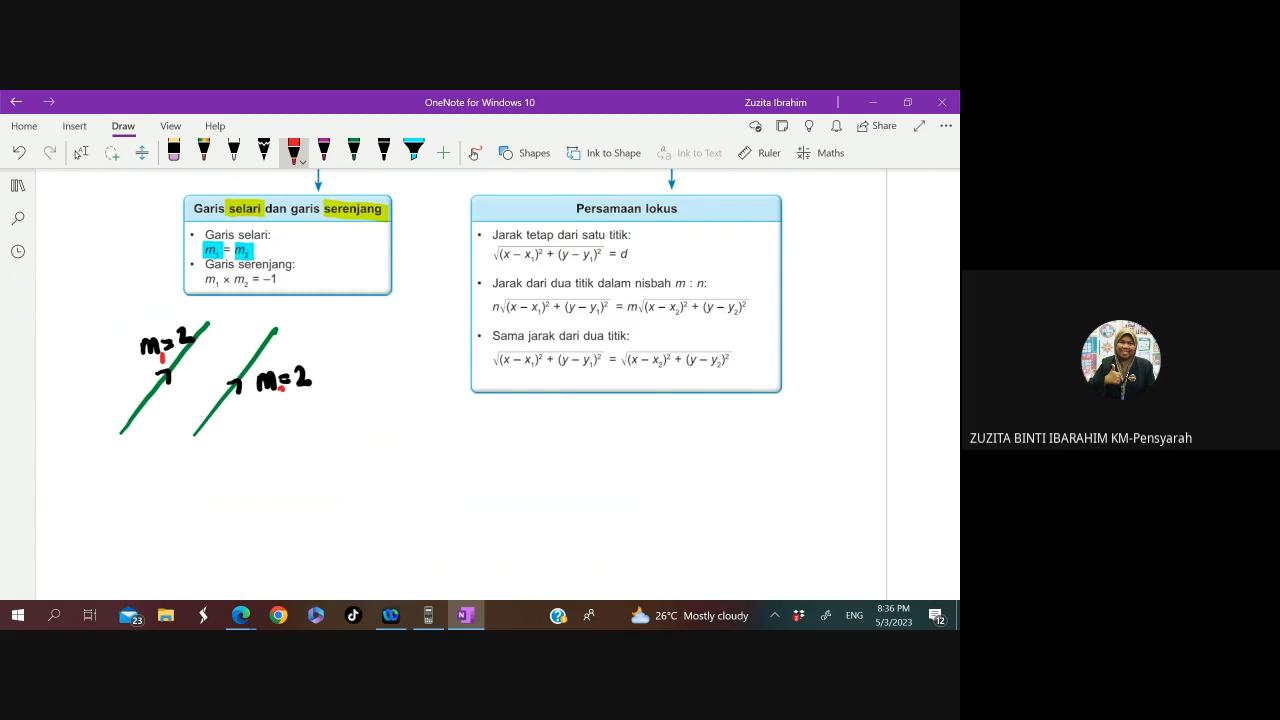 OneNote for Windows 10
Zuzita Ibrahim
Home Insert Draw View Help
Share
Shapes Ink to Shape Ink to Text Ruler Maths
Garis selari dan garis serenjang
• Garis selari:
m₁ = m₂
• Garis serenjang:
m₁ × m₂ = –1
Persamaan lokus
• Jarak tetap dari satu titik:
√(x – x₁)² + (y – y₁)² = d
• Jarak dari dua titik dalam nisbah m : n:
n√(x – x₁)² + (y – y₁)² = m√(x – x₂)² + (y – y₂)²
• Sama jarak dari dua titik:
√(x – x₁)² + (y – y₁)² = √(x – x₂)² + (y – y₂)²
m = 2
m = 2
ZUZITA BINTI IBARAHIM KM-Pensyarah
23
26°C Mostly cloudy
2
ENG
8:36 PM
5/3/2023
12